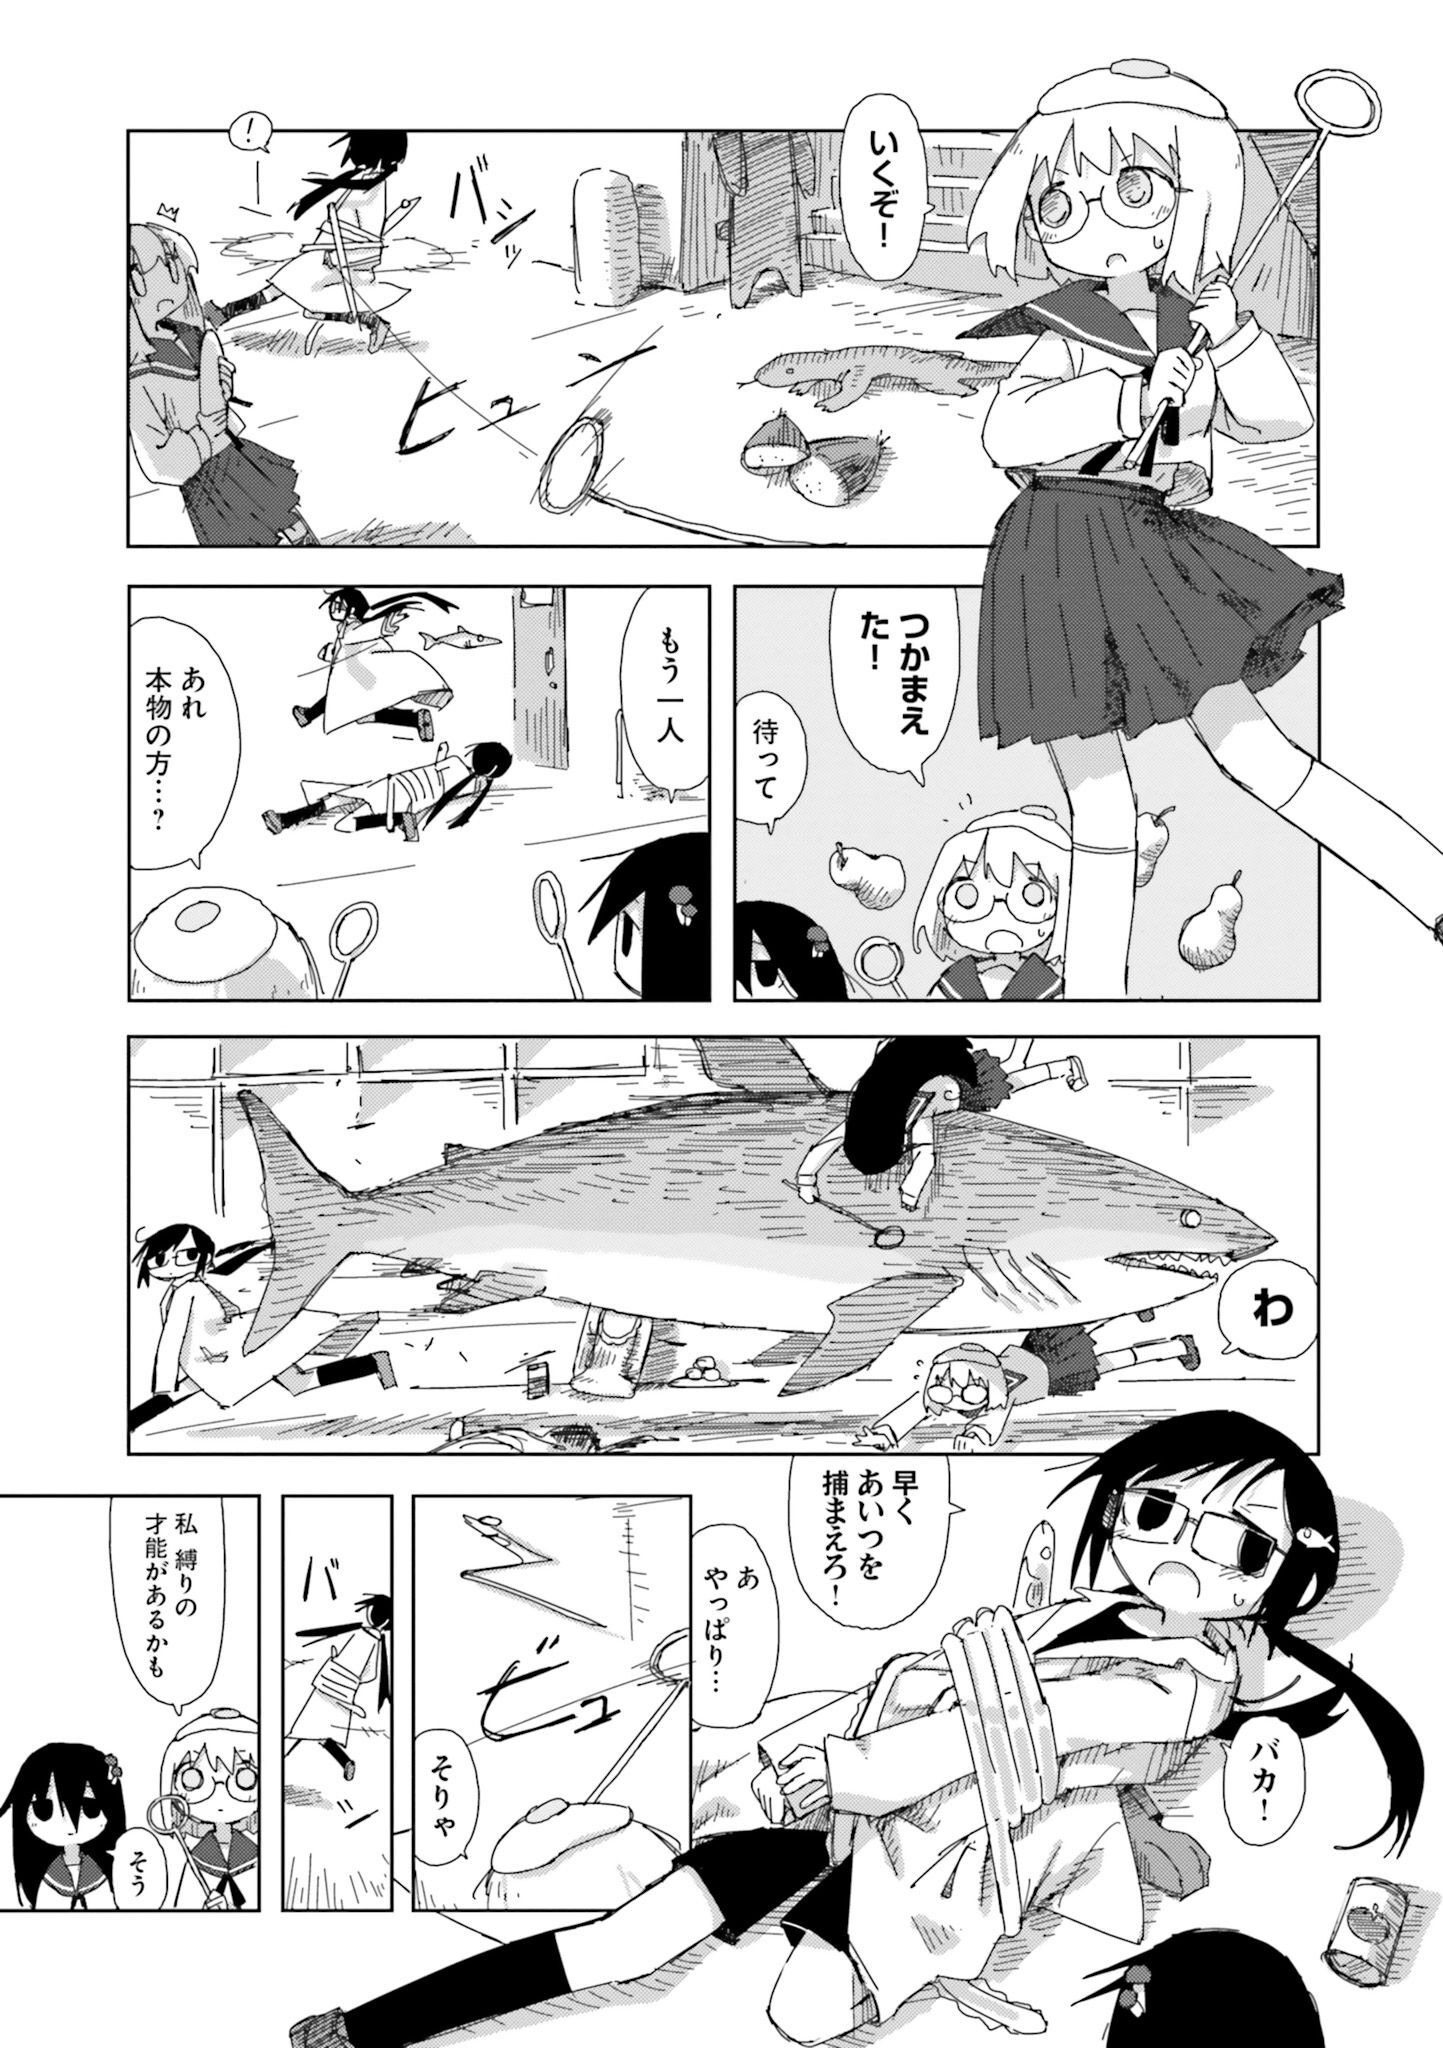 いくぞ！
バシッ
！
ヒュン
つかまえ
た！
待って
もう一人
あれ
本物の方…？
わ
バカ！
早く
あいつを
捕まえろ！
あ
やっぱり…
そりゃ
ヒュ
バ
私 縛りの
才能があるかも
そう